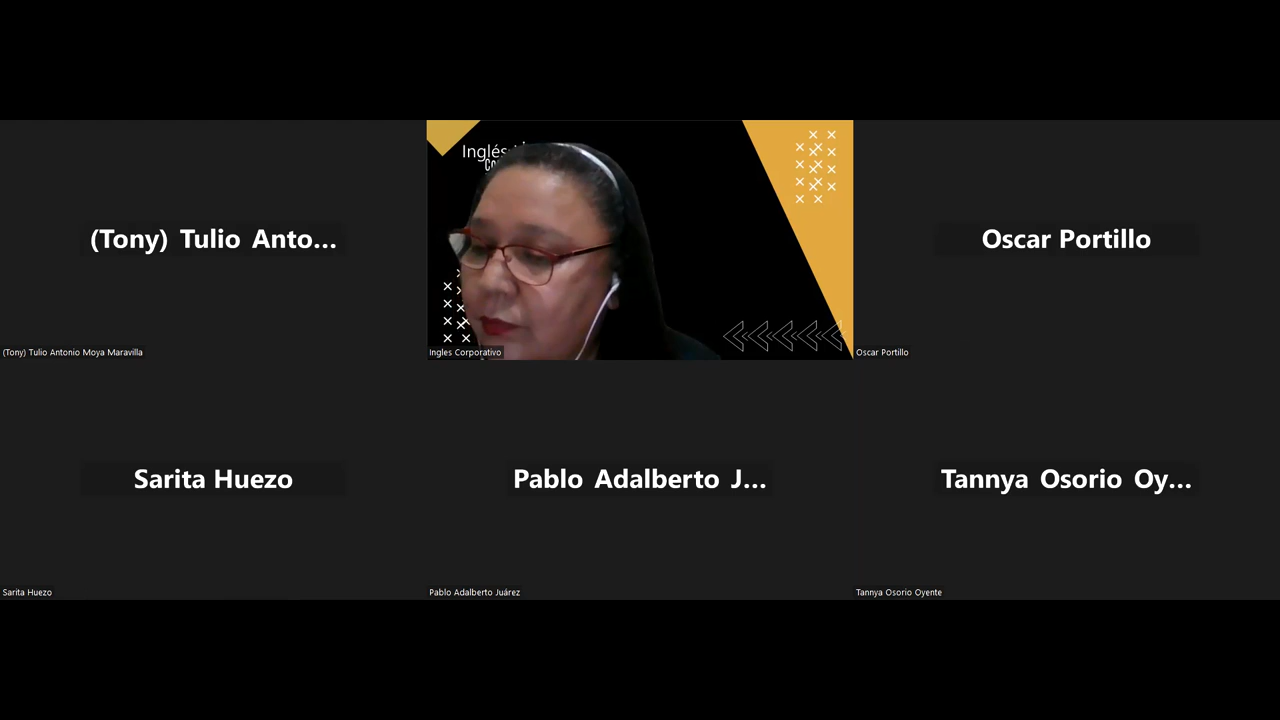 (Tony) Tulio Anto...
(Tony) Tulio Antonio Moya Maravilla
Inglés
Ingles Corporativo
Oscar Portillo
Oscar Portillo
Sarita Huezo
Sarita Huezo
Pablo Adalberto J...
Pablo Adalberto Juárez
Tannya Osorio Oy...
Tannya Osorio Oyente